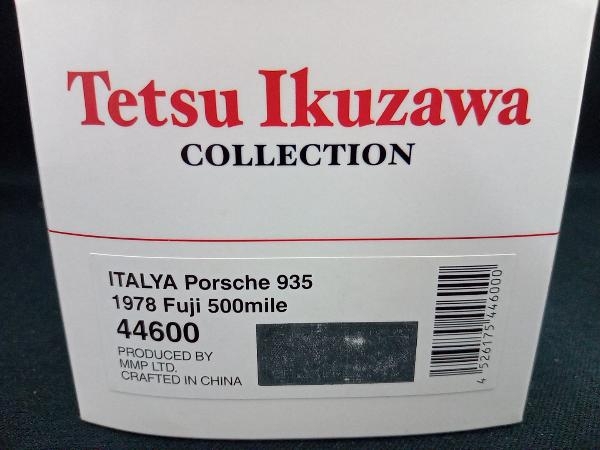 Tetsu Ikuzawa
COLLECTION
ITALYA Porsche 935
1978 Fuji 500mile
44600
PRODUCED BY
MMP LTD.
CRAFTED IN CHINA
4 526175 446000